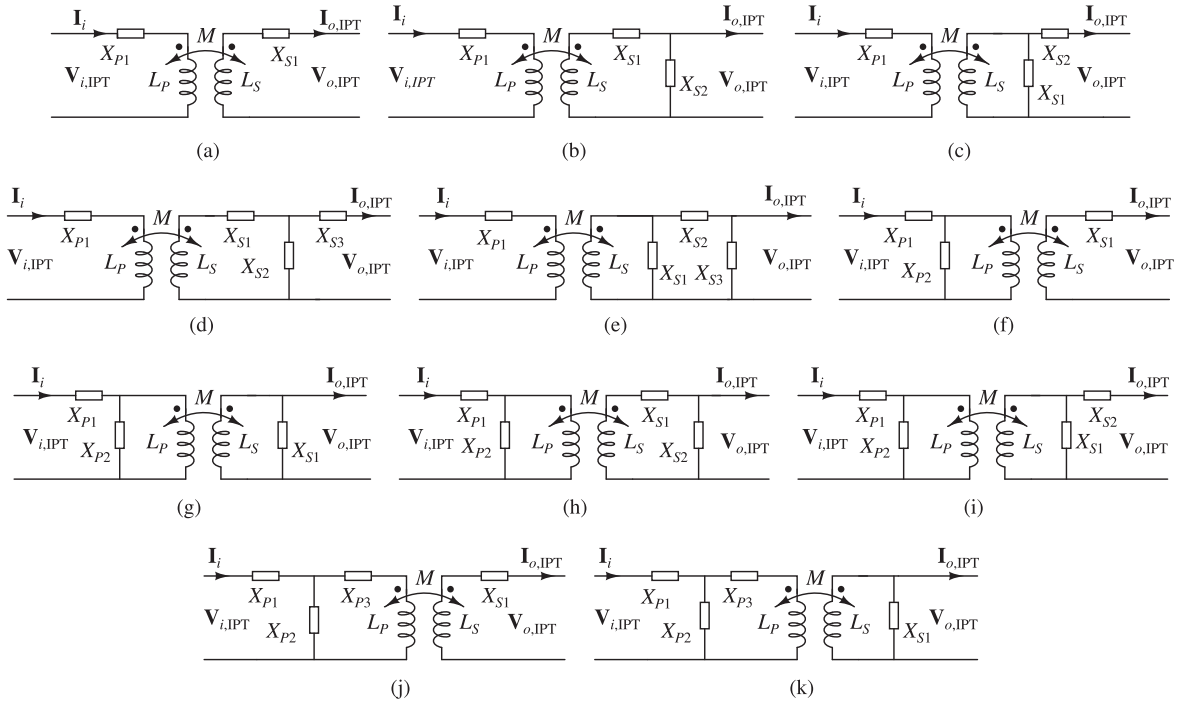 I_i M I_o,IPT
X_P1 X_S1
V_i,IPT L_P L_S V_o,IPT
(a)
I_i M I_o,IPT
X_P1 X_S1
V_i,IPT L_P L_S X_S2 V_o,IPT
(b)
I_i M I_o,IPT
X_P1 X_S2
V_i,IPT L_P L_S X_S1 V_o,IPT
(c)
I_i M I_o,IPT
X_P1 X_S1 X_S3
V_i,IPT L_P L_S X_S2 V_o,IPT
(d)
I_i M I_o,IPT
X_P1 X_S2
V_i,IPT L_P L_S X_S1 X_S3 V_o,IPT
(e)
I_i M I_o,IPT
X_P1 X_S1
V_i,IPT X_P2 L_P L_S V_o,IPT
(f)
I_i M I_o,IPT
X_P1
V_i,IPT X_P2 L_P L_S X_S1 V_o,IPT
(g)
I_i M I_o,IPT
X_P1 X_S1
V_i,IPT X_P2 L_P L_S X_S2 V_o,IPT
(h)
I_i M I_o,IPT
X_P1 X_S2
V_i,IPT X_P2 L_P L_S X_S1 V_o,IPT
(i)
I_i M I_o,IPT
X_P1 X_P3 X_S1
V_i,IPT X_P2 L_P L_S V_o,IPT
(j)
I_i M I_o,IPT
X_P1 X_P3
V_i,IPT X_P2 L_P L_S X_S1 V_o,IPT
(k)